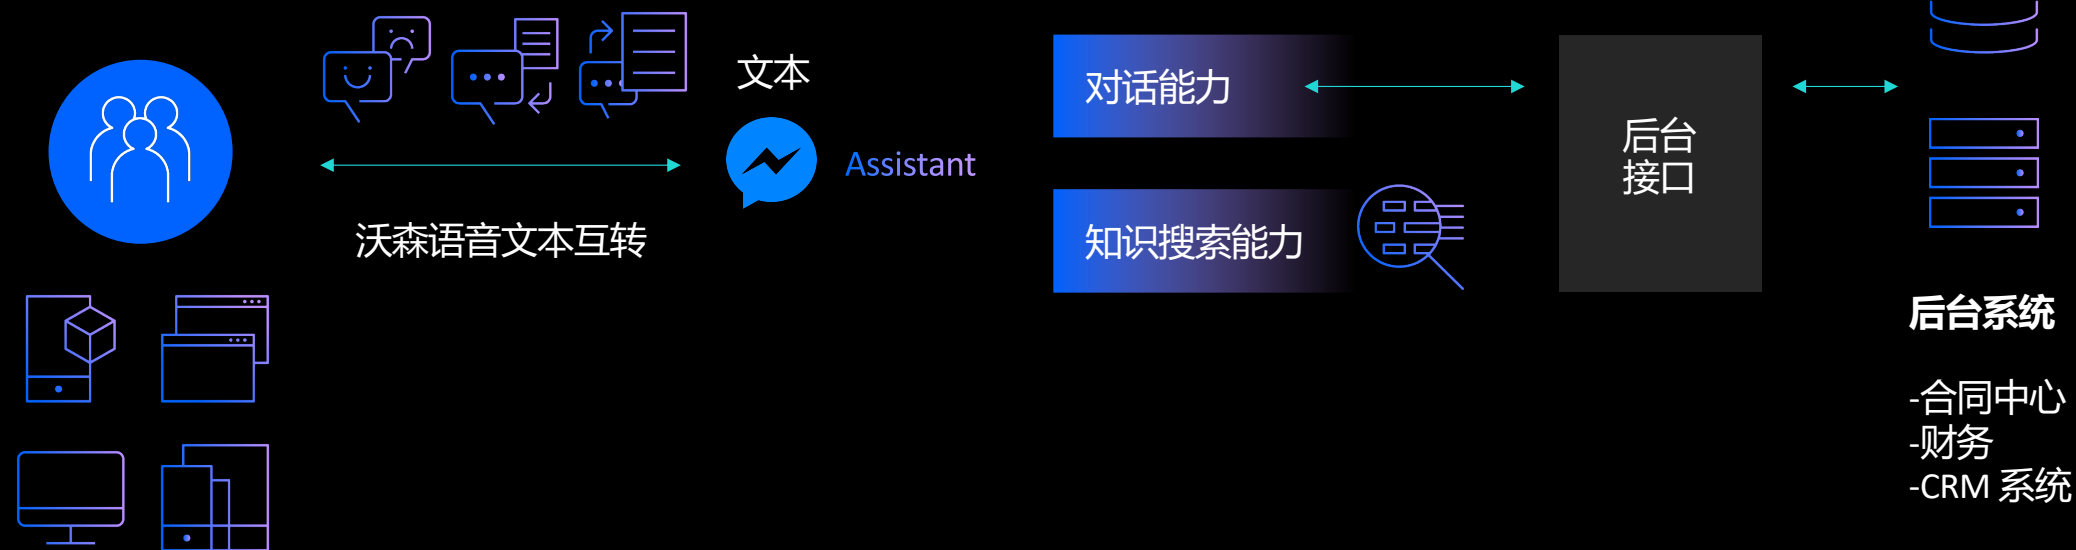 文本
Assistant
沃森语音文本互转
对话能力
知识搜索能力
后台
接口
后台系统
-合同中心
-财务
-CRM 系统